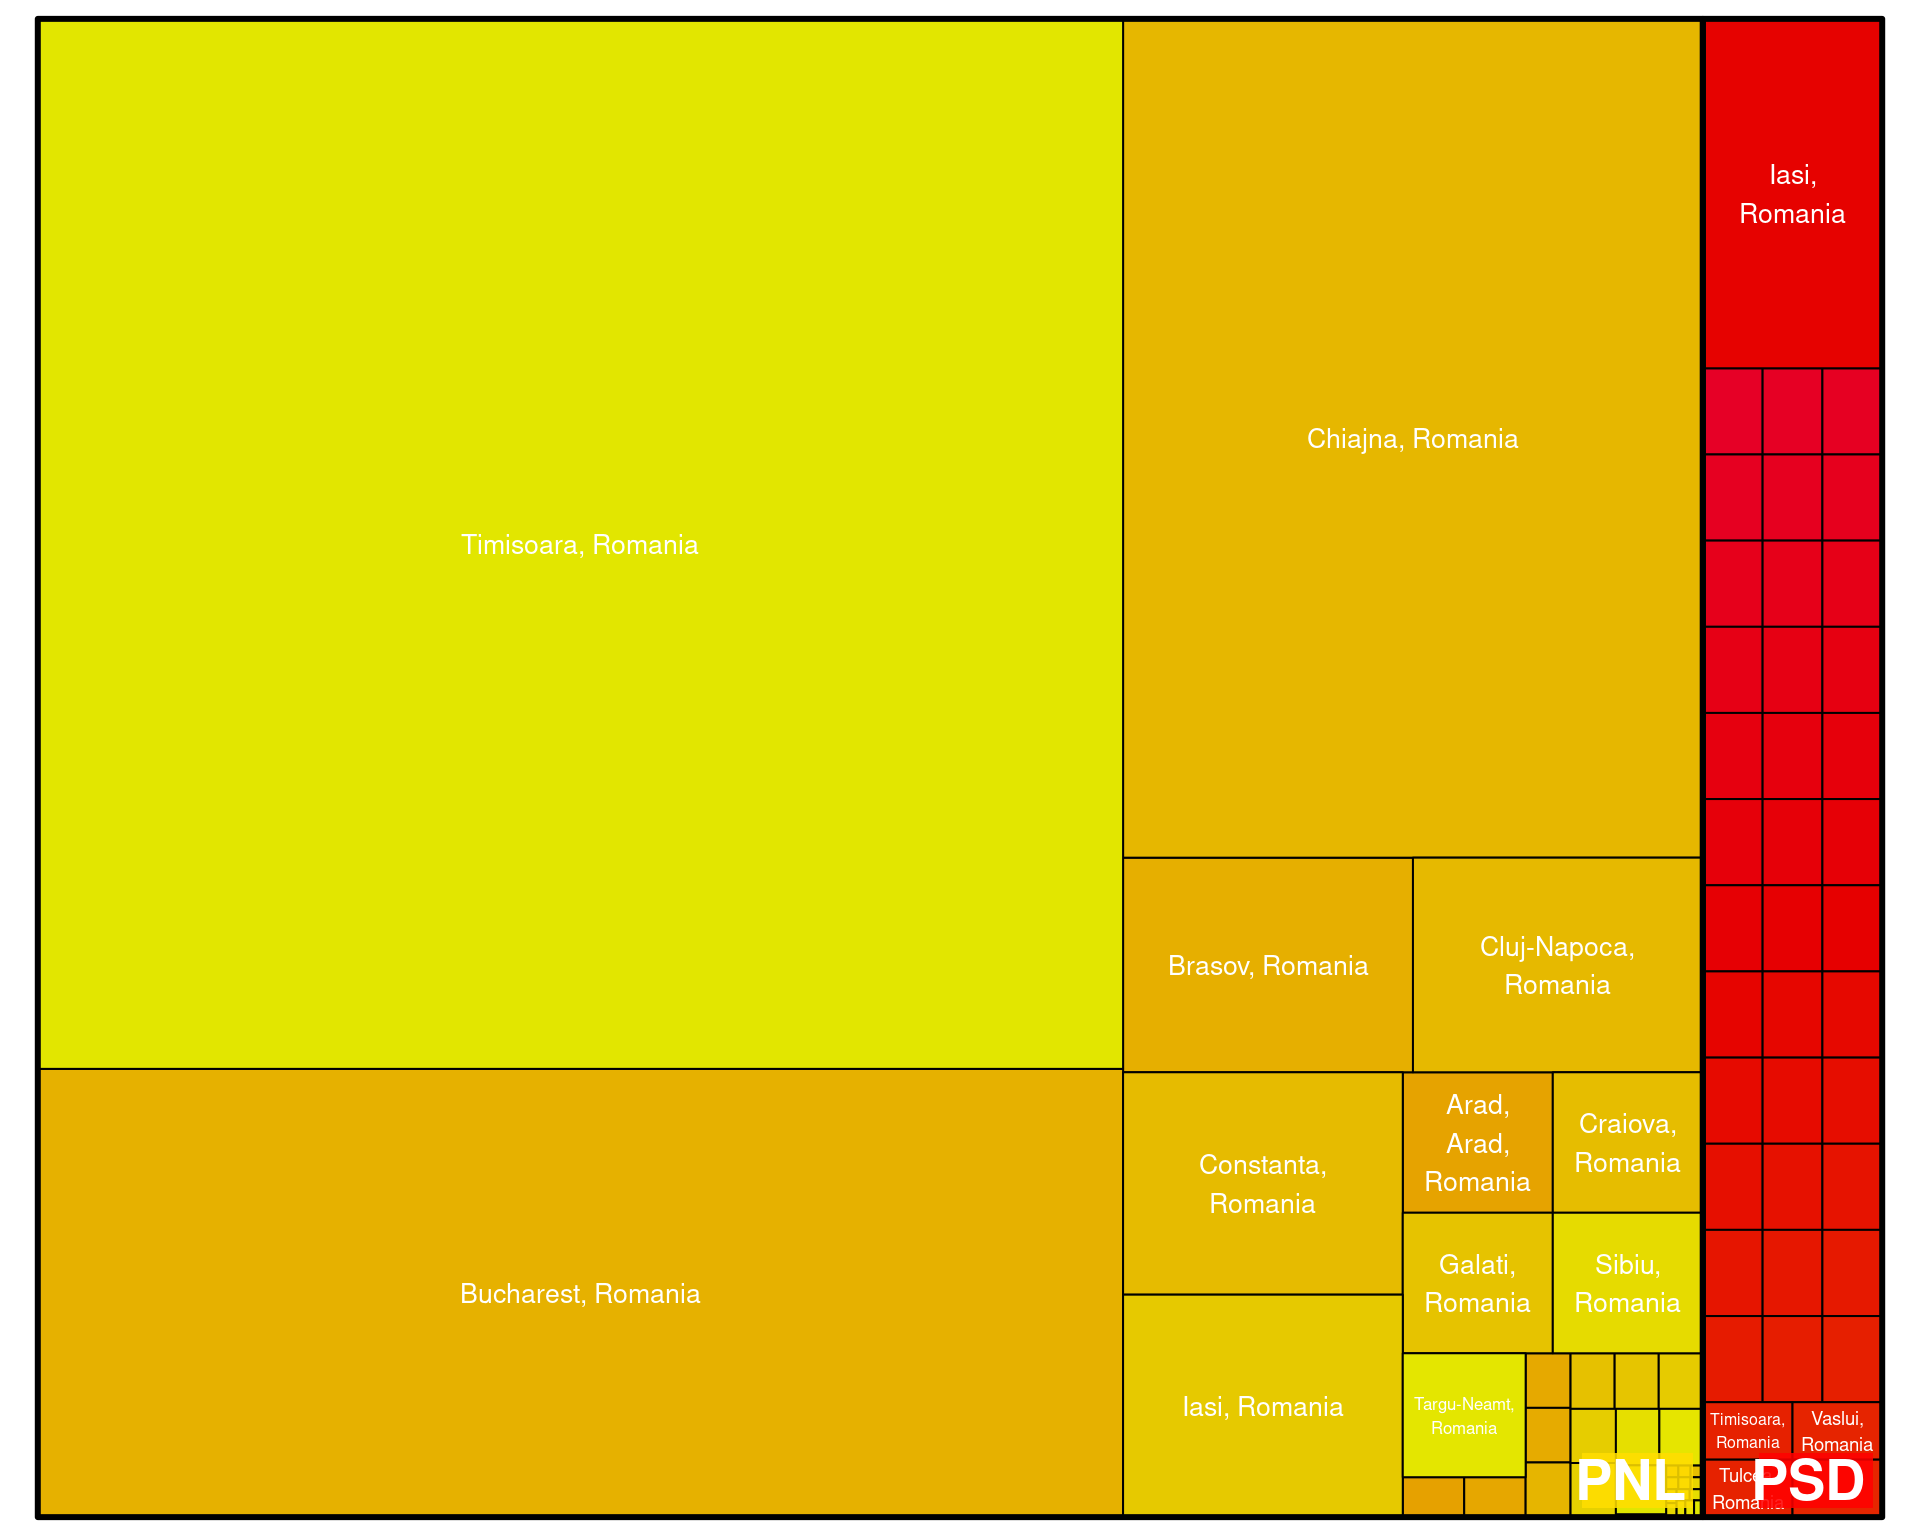 Timisoara, Romania
Bucharest, Romania
Chiajna, Romania
Brasov, Romania
Cluj-Napoca,
Romania
Constanta,
Romania
Iasi, Romania
Arad,
Arad,
Romania
Craiova,
Romania
Galati,
Romania
Sibiu,
Romania
Targu-Neamt,
Romania
PNL
Iasi,
Romania
Timisoara,
Romania
Vaslui,
Romania
Romania
PSD